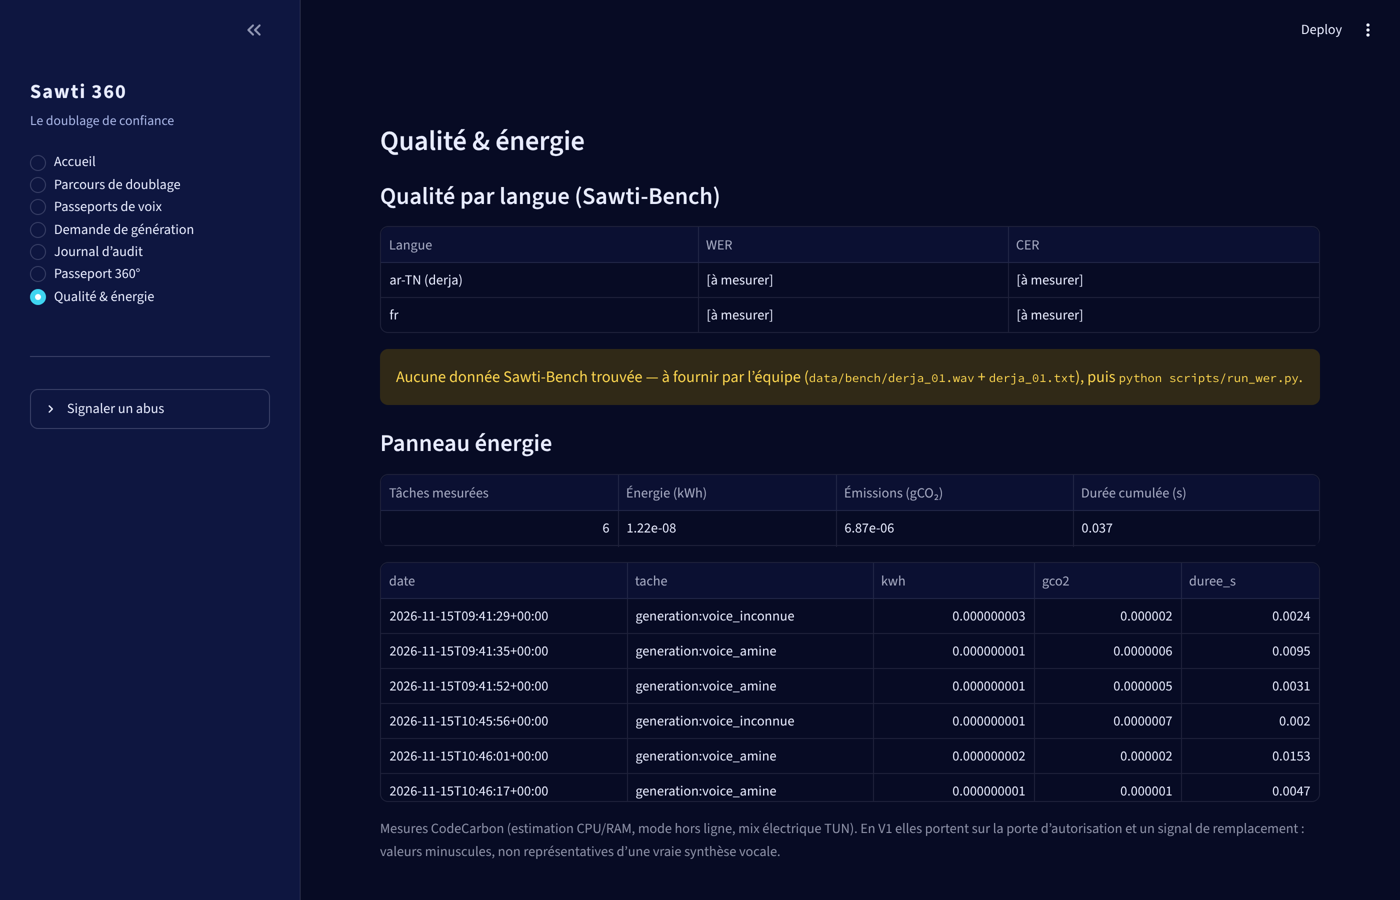 Deploy
Sawti 360
Le doublage de confiance
Accueil
Parcours de doublage
Passeports de voix
Demande de génération
Journal d’audit
Passeport 360°
Qualité & énergie
Signaler un abus
Qualité & énergie
Qualité par langue (Sawti-Bench)
Langue WER CER
ar-TN (derja) [à mesurer] [à mesurer]
fr [à mesurer] [à mesurer]
Aucune donnée Sawti-Bench trouvée — à fournir par l’équipe (data/bench/derja_01.wav + derja_01.txt), puis python scripts/run_wer.py.
Panneau énergie
Tâches mesurées Énergie (kWh) Émissions (gCO₂) Durée cumulée (s)
6 1.22e-08 6.87e-06 0.037
date tache kwh gco2 duree_s
2026-11-15T09:41:29+00:00 generation:voice_inconnue 0.000000003 0.000002 0.0024
2026-11-15T09:41:35+00:00 generation:voice_amine 0.000000001 0.0000006 0.0095
2026-11-15T09:41:52+00:00 generation:voice_amine 0.000000001 0.0000005 0.0031
2026-11-15T10:45:56+00:00 generation:voice_inconnue 0.000000001 0.0000007 0.002
2026-11-15T10:46:01+00:00 generation:voice_amine 0.000000002 0.000002 0.0153
2026-11-15T10:46:17+00:00 generation:voice_amine 0.000000001 0.000001 0.0047
Mesures CodeCarbon (estimation CPU/RAM, mode hors ligne, mix électrique TUN). En V1 elles portent sur la porte d’autorisation et un signal de remplacement :
valeurs minuscules, non représentatives d’une vraie synthèse vocale.